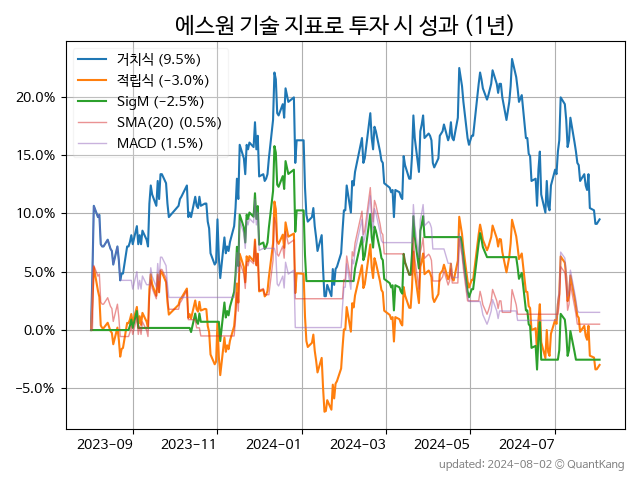 에스원 기술 지표로 투자 시 성과 (1년)
거치식 (9.5%)
적립식 (-3.0%)
SigM (-2.5%)
SMA(20) (0.5%)
MACD (1.5%)
20.0%
15.0%
10.0%
5.0%
0.0%
-5.0%
2023-09 2023-11 2024-01 2024-03 2024-05 2024-07
updated: 2024-08-02 © QuantKang